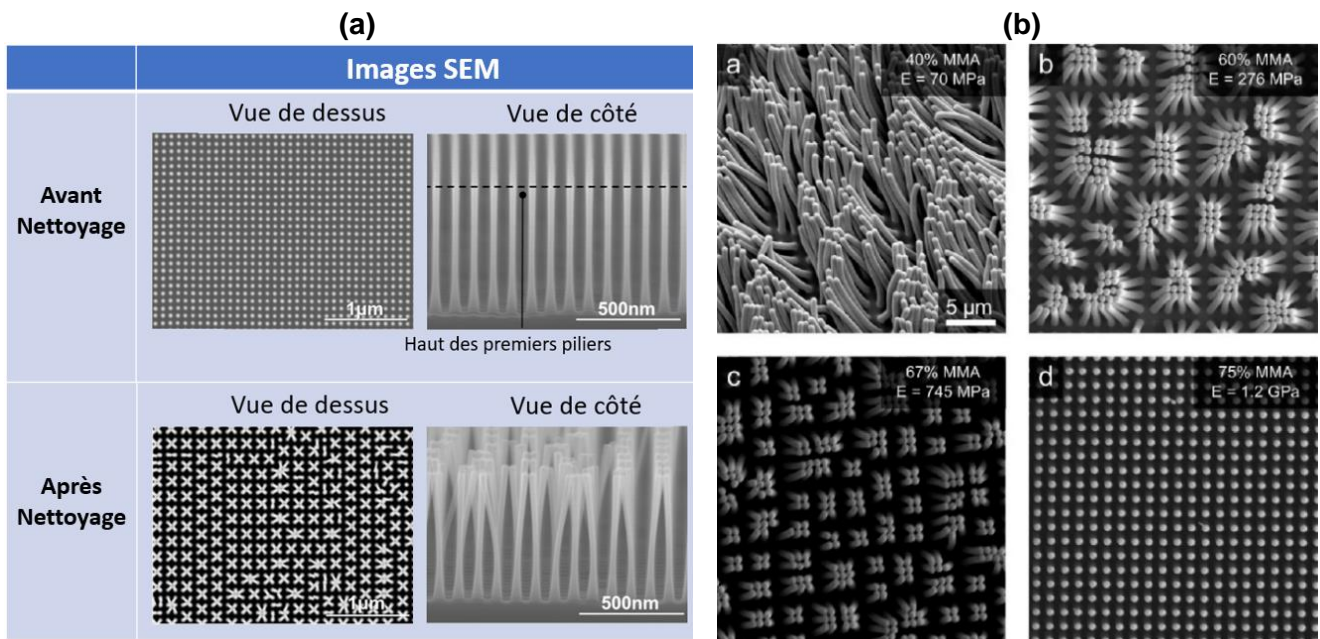 (a)
Images SEM
Avant
Nettoyage
Vue de dessus
Vue de côté
1µm
500nm
Haut des premiers piliers
Après
Nettoyage
Vue de dessus
Vue de côté
1µm
500nm
(b)
a
40% MMA
E = 70 MPa
5 µm
b
60% MMA
E = 276 MPa
c
67% MMA
E = 745 MPa
d
75% MMA
E = 1.2 GPa